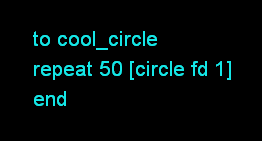 to cool_circle
repeat 50 [circle fd 1]
end